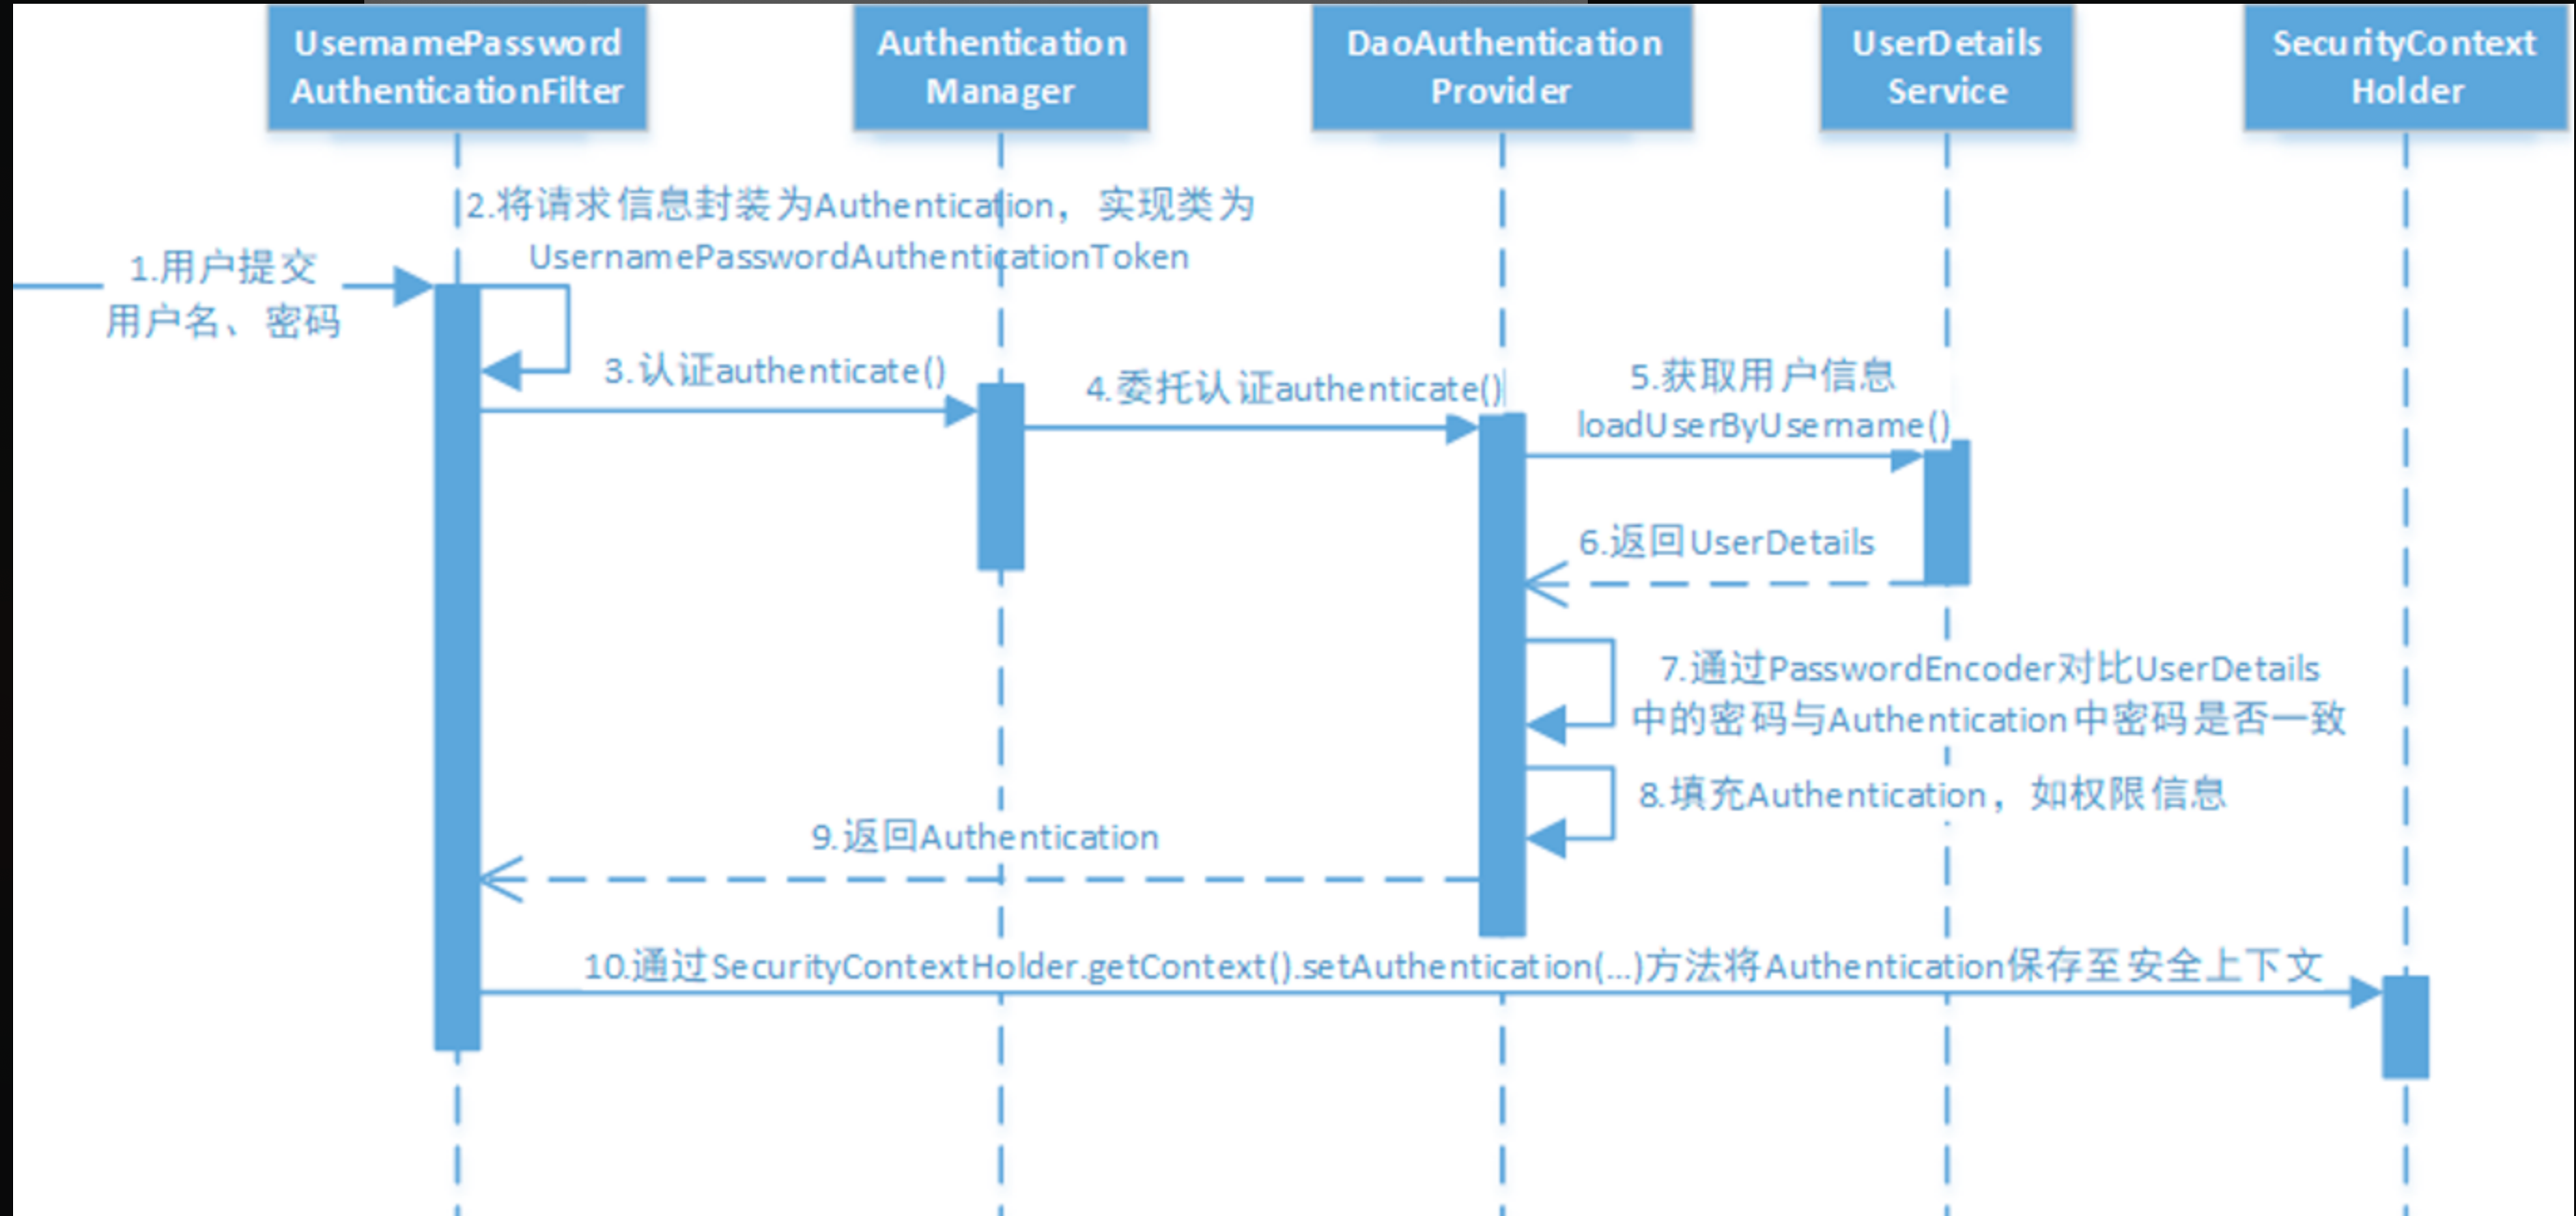 UsernamePassword
AuthenticationFilter
Authentication
Manager
DaoAuthentication
Provider
UserDetails
Service
SecurityContext
Holder
2.将请求信息封装为Authentication，实现类为
UsernamePasswordAuthenticationToken
1.用户提交
用户名、密码
3.认证authenticate()
4.委托认证authenticate()
5.获取用户信息
loadUserByUsername()
6.返回UserDetails
7.通过PasswordEncoder对比UserDetails
中的密码与Authentication中密码是否一致
8.填充Authentication，如权限信息
9.返回Authentication
10.通过SecurityContextHolder.getContext().setAuthentication(...)方法将Authentication保存至安全上下文